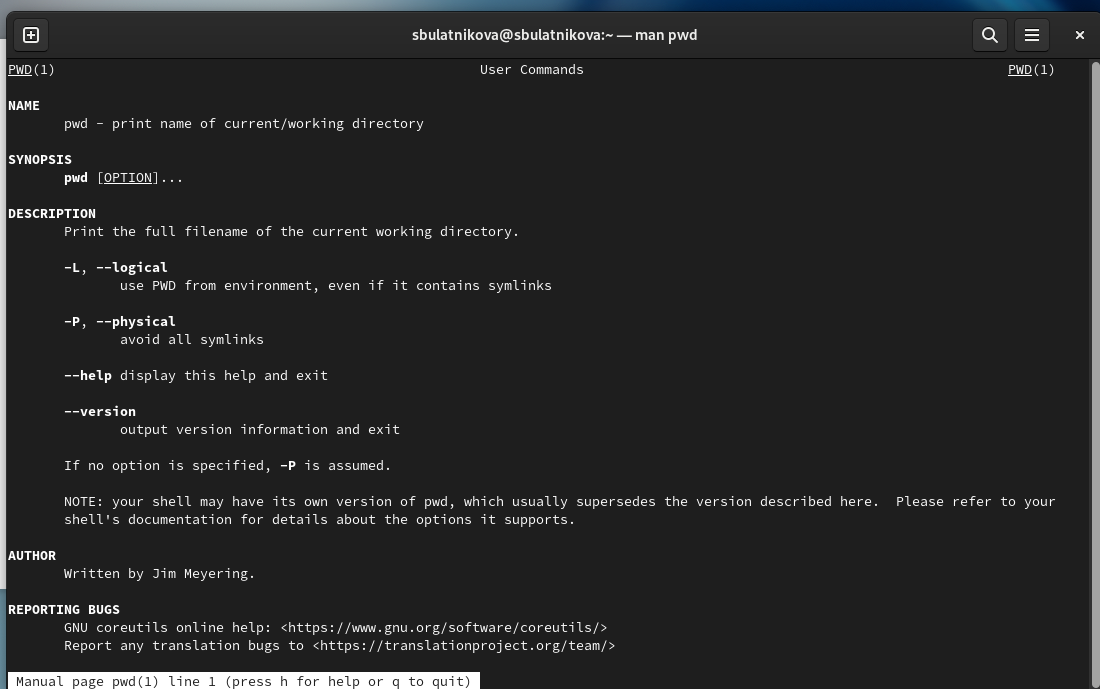 sbulatnikova@sbulatnikova:~ — man pwd
PWD(1) User Commands PWD(1)
NAME
pwd - print name of current/working directory
SYNOPSIS
pwd [OPTION]...
DESCRIPTION
Print the full filename of the current working directory.
-L, --logical
use PWD from environment, even if it contains symlinks
-P, --physical
avoid all symlinks
--help display this help and exit
--version
output version information and exit
If no option is specified, -P is assumed.
NOTE: your shell may have its own version of pwd, which usually supersedes the version described here.  Please refer to your
shell's documentation for details about the options it supports.
AUTHOR
Written by Jim Meyering.
REPORTING BUGS
GNU coreutils online help: <https://www.gnu.org/software/coreutils/>
Report any translation bugs to <https://translationproject.org/team/>
Manual page pwd(1) line 1 (press h for help or q to quit)